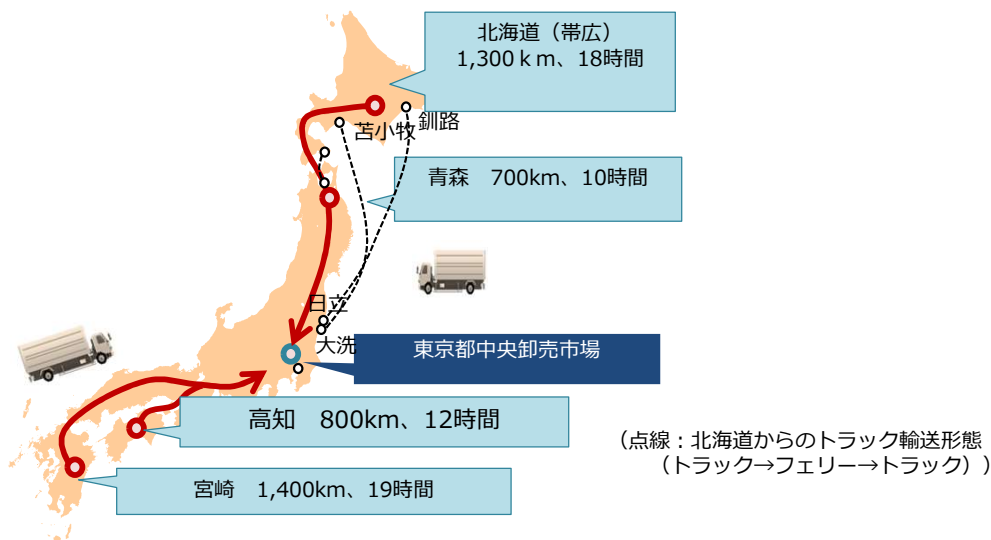 北海道（帯広）
1,300ｋm、18時間
釧路
苫小牧
青森　700km、10時間
日立
大洗
東京都中央卸売市場
高知　800km、12時間
（点線：北海道からのトラック輸送形態
（トラック→フェリー→トラック））
宮崎　1,400km、19時間